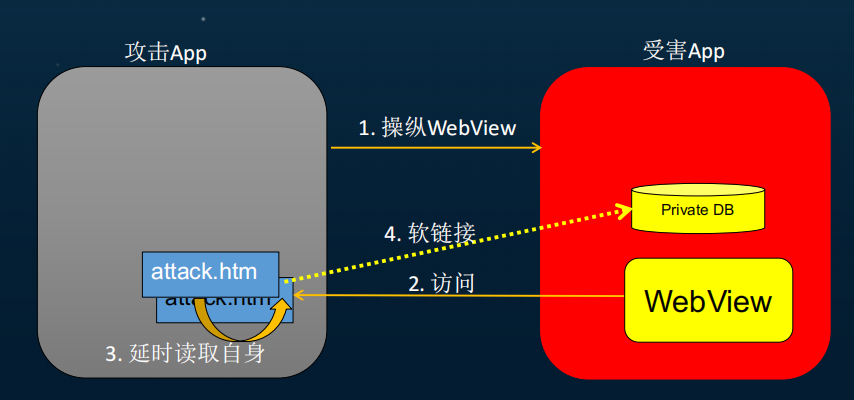 攻击App
受害App
1. 操纵WebView
Private DB
4. 软链接
attack.htm
2. 访问
attack.htm
WebView
3. 延时读取自身